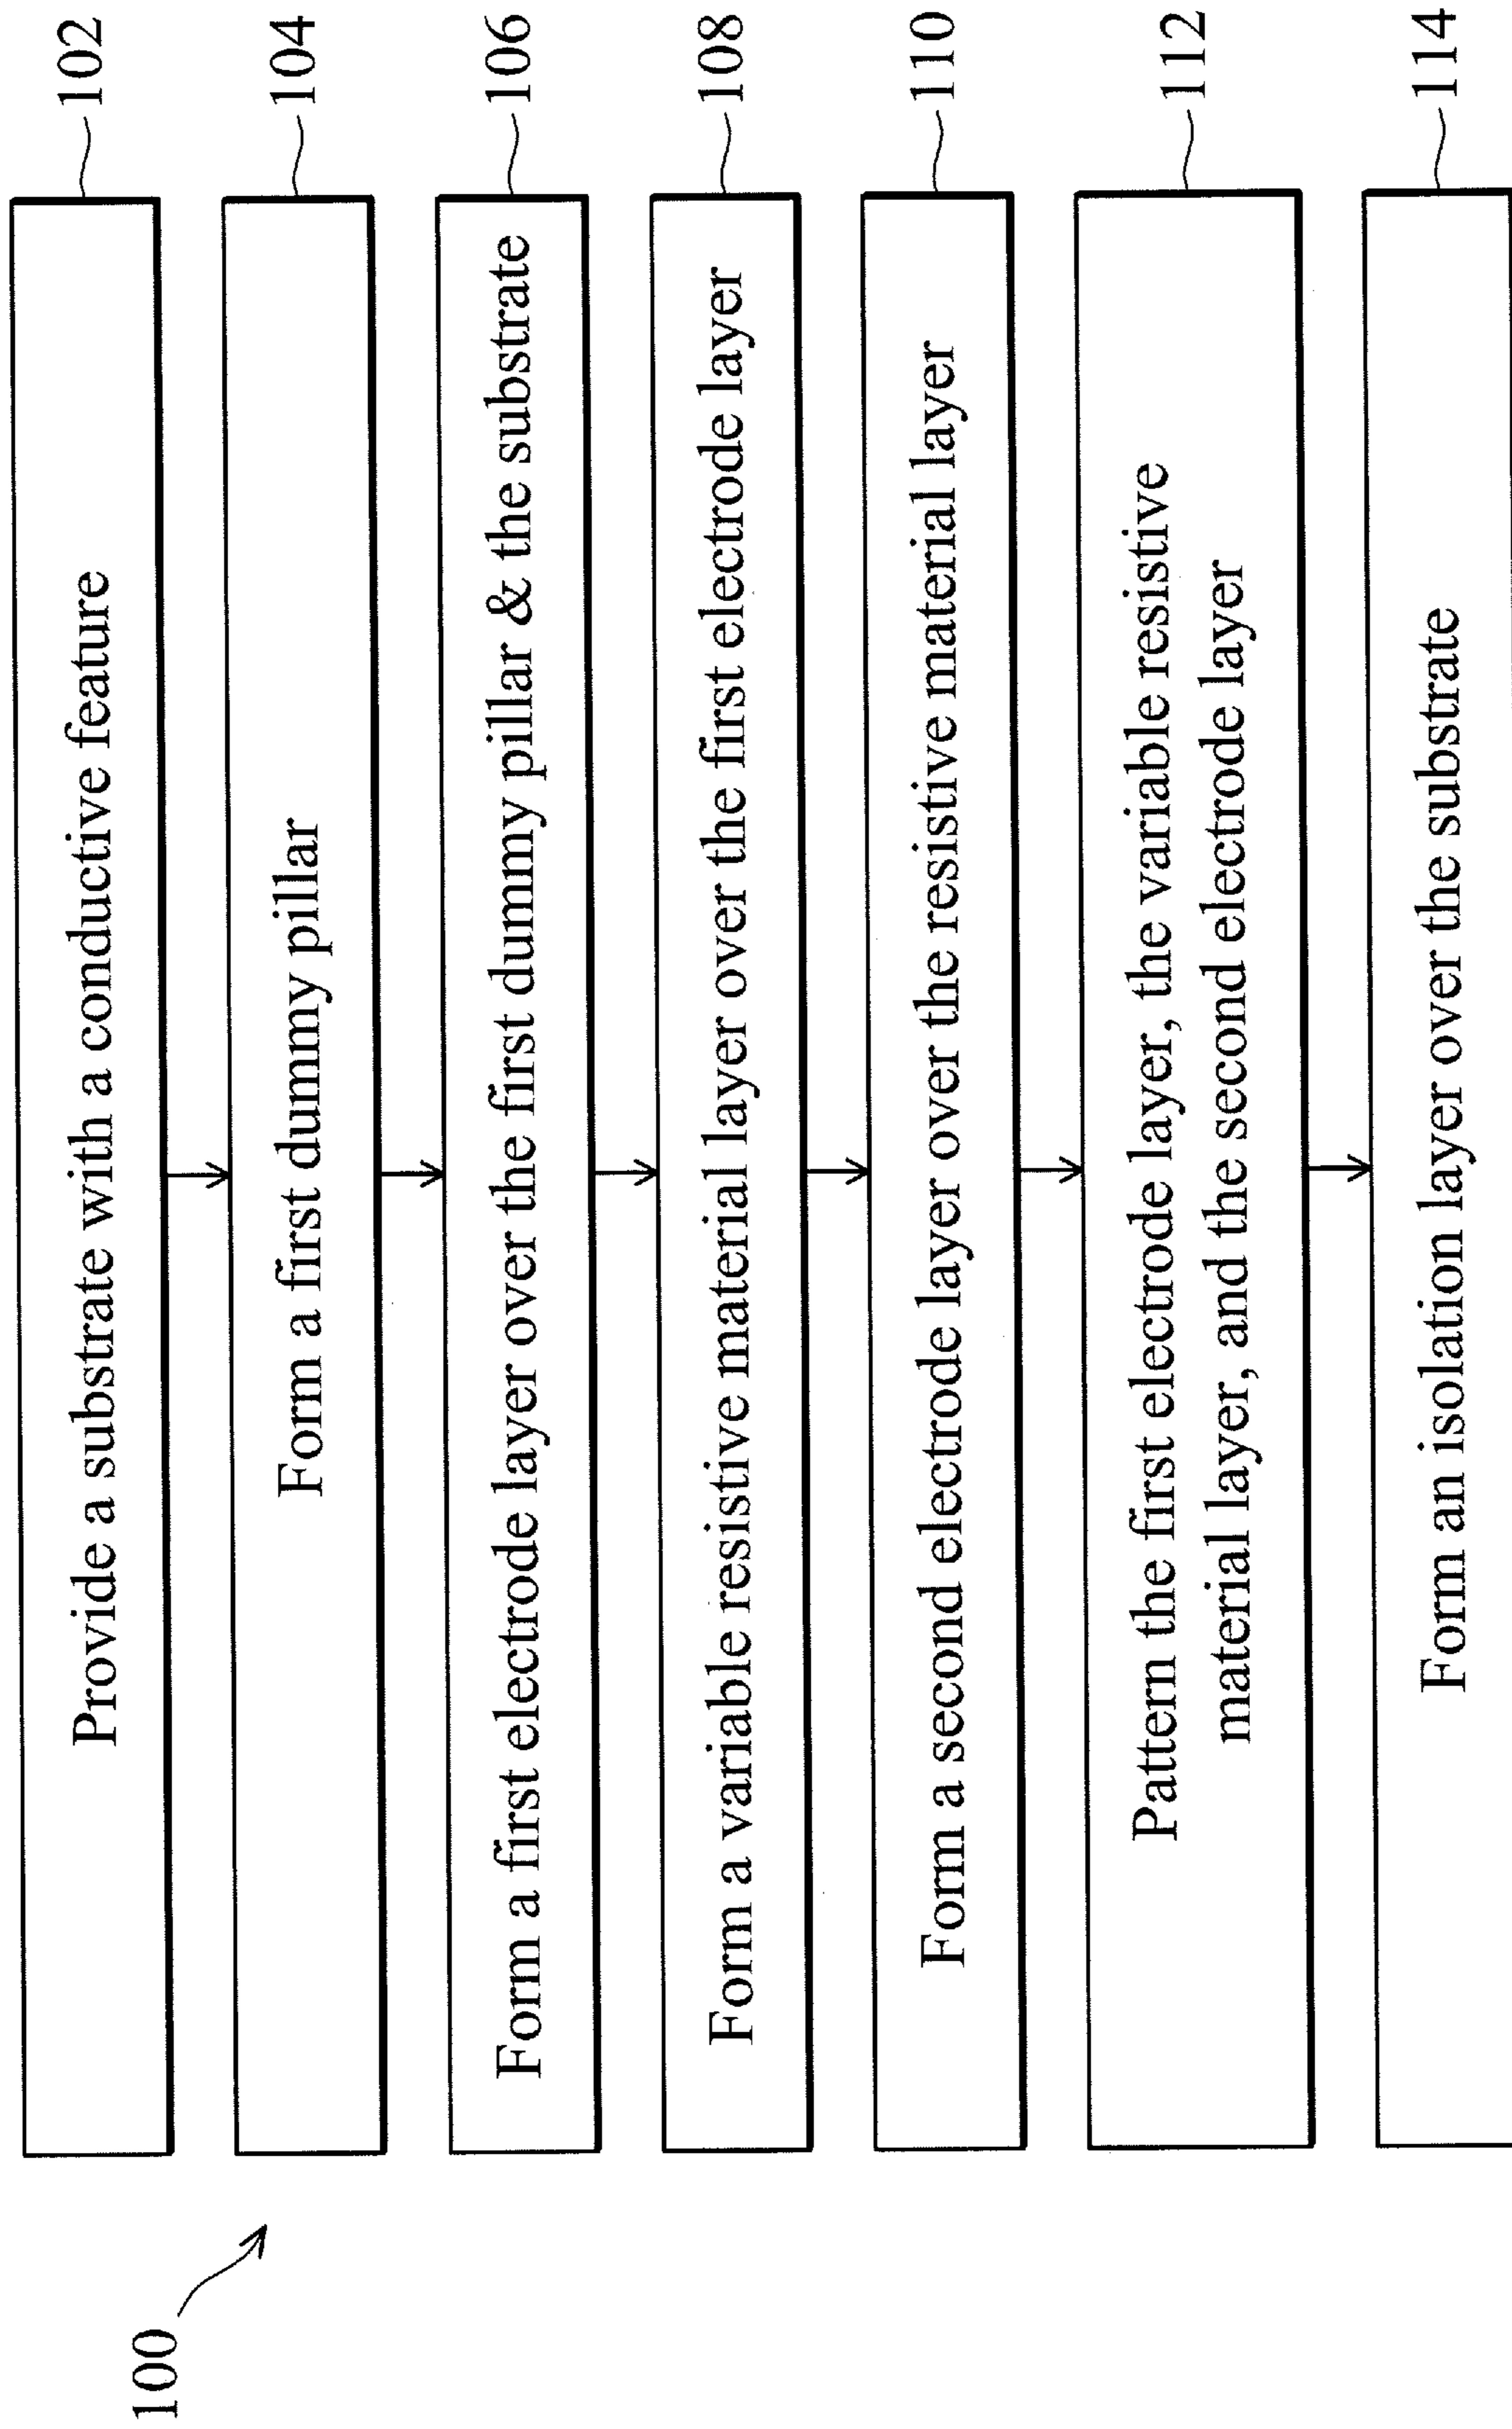 100
Provide a substrate with a conductive feature
102
Form a first dummy pillar
104
Form a first electrode layer over the first dummy pillar & the substrate
106
Form a variable resistive material layer over the first electrode layer
108
Form a second electrode layer over the resistive material layer
110
Pattern the first electrode layer, the variable resistive
material layer, and the second electrode layer
112
Form an isolation layer over the substrate
114